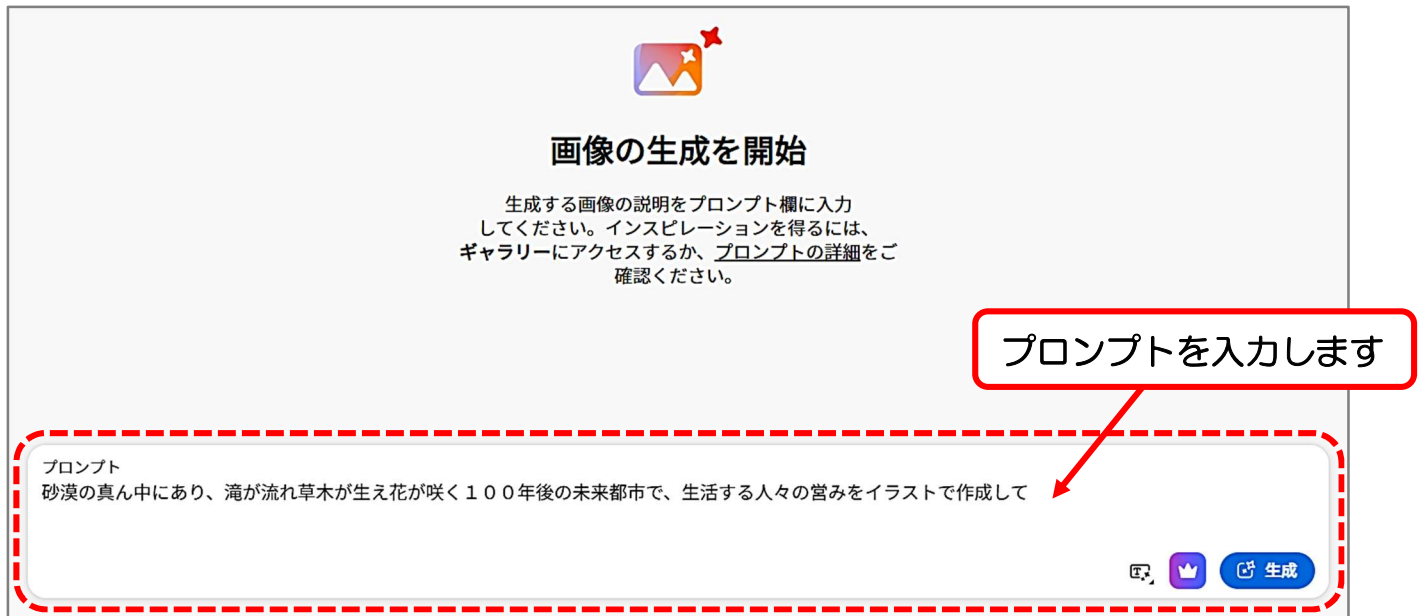 画像の生成を開始
生成する画像の説明をプロンプト欄に入力
してください。インスピレーションを得るには、
ギャラリーにアクセスするか、プロンプトの詳細をご
確認ください。
プロンプトを入力します
プロンプト
砂漠の真ん中にあり、滝が流れ草木が生え花が咲く１００年後の未来都市で、生活する人々の営みをイラストで作成して
生成